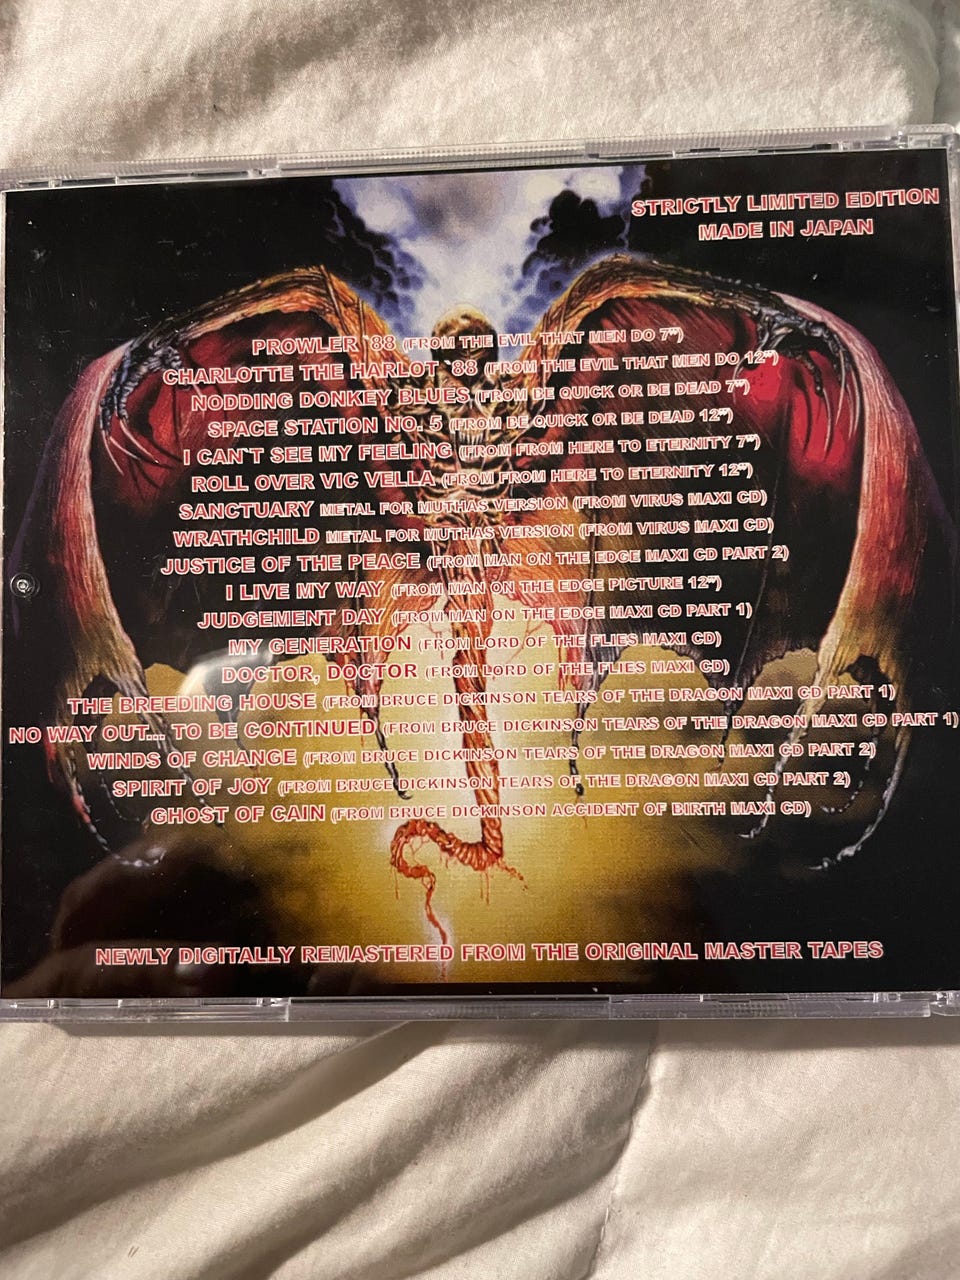 STRICTLY LIMITED EDITION
MADE IN JAPAN
PROWLER `88 (FROM THE EVIL THAT MEN DO 7")
CHARLOTTE THE HARLOT `88 (FROM THE EVIL THAT MEN DO 12")
NODDING DONKEY BLUES (FROM BE QUICK OR BE DEAD 7")
SPACE STATION NO. 5 (FROM BE QUICK OR BE DEAD 12")
I CAN`T SEE MY FEELING (FROM FROM HERE TO ETERNITY 7")
ROLL OVER VIC VELLA (FROM FROM HERE TO ETERNITY 12")
SANCTUARY METAL FOR MUTHAS VERSION (FROM VIRUS MAXI CD)
WRATHCHILD METAL FOR MUTHAS VERSION (FROM VIRUS MAXI CD)
JUSTICE OF THE PEACE (FROM MAN ON THE EDGE MAXI CD PART 2)
I LIVE MY WAY (FROM MAN ON THE EDGE PICTURE 12")
JUDGEMENT DAY (FROM MAN ON THE EDGE MAXI CD PART 1)
MY GENERATION (FROM LORD OF THE FLIES MAXI CD)
DOCTOR, DOCTOR (FROM LORD OF THE FLIES MAXI CD)
THE BREEDING HOUSE (FROM BRUCE DICKINSON TEARS OF THE DRAGON MAXI CD PART 1)
NO WAY OUT... TO BE CONTINUED (FROM BRUCE DICKINSON TEARS OF THE DRAGON MAXI CD PART 1)
WINDS OF CHANGE (FROM BRUCE DICKINSON TEARS OF THE DRAGON MAXI CD PART 2)
SPIRIT OF JOY (FROM BRUCE DICKINSON TEARS OF THE DRAGON MAXI CD PART 2)
GHOST OF CAIN (FROM BRUCE DICKINSON ACCIDENT OF BIRTH MAXI CD)
NEWLY DIGITALLY REMASTERED FROM THE ORIGINAL MASTER TAPES